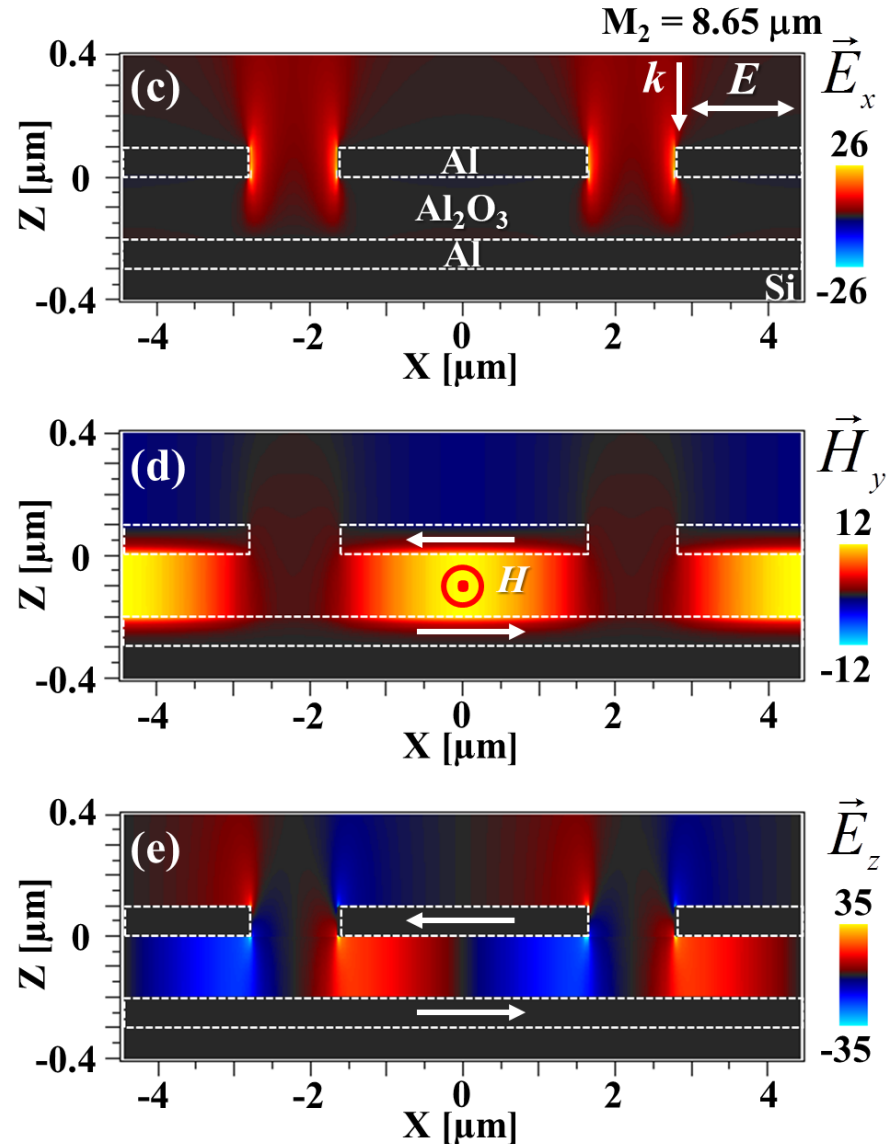 M₂ = 8.65 μm
(c)
k
E
E⃗x
0.4
0
-0.4
Z [μm]
Al
Al₂O₃
Al
Si
26
-26
-4 -2 0 2 4
X [μm]
(d)
H⃗y
0.4
0
-0.4
Z [μm]
H
12
-12
-4 -2 0 2 4
X [μm]
(e)
E⃗z
0.4
0
-0.4
Z [μm]
35
-35
-4 -2 0 2 4
X [μm]